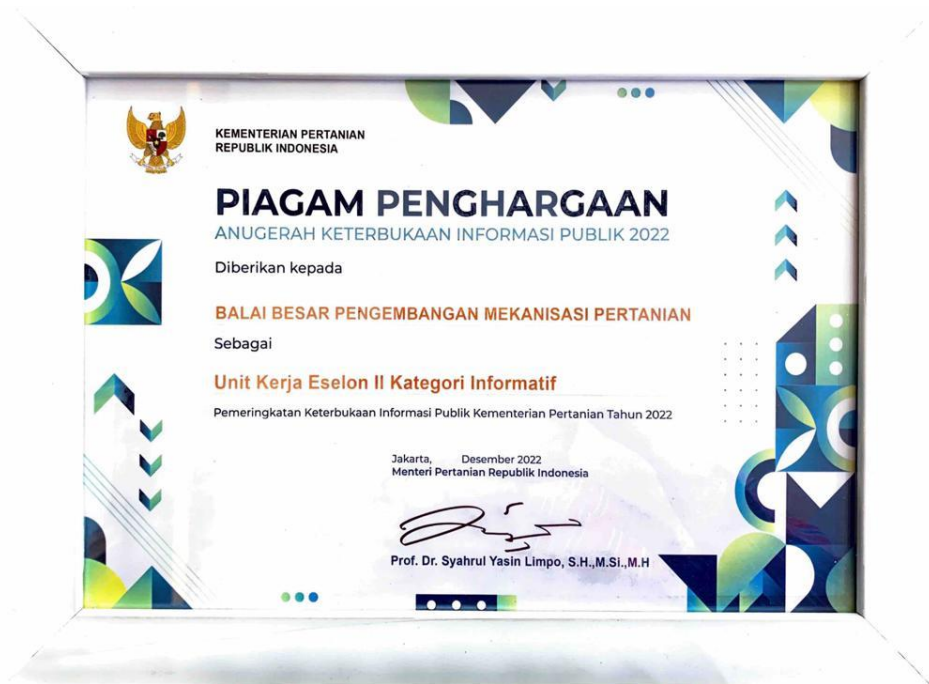 KEMENTERIAN PERTANIAN
REPUBLIK INDONESIA
PIAGAM PENGHARGAAN
ANUGERAH KETERBUKAAN INFORMASI PUBLIK 2022
Diberikan kepada
BALAI BESAR PENGEMBANGAN MEKANISASI PERTANIAN
Sebagai
Unit Kerja Eselon II Kategori Informatif
Pemeringkatan Keterbukaan Informasi Publik Kementerian Pertanian Tahun 2022
Jakarta, Desember 2022
Menteri Pertanian Republik Indonesia
Prof. Dr. Syahrul Yasin Limpo, S.H.,M.Si.,M.H